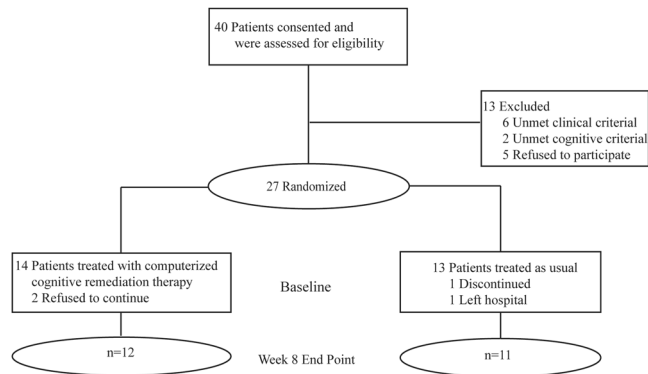 40 Patients consented and
were assessed for eligibility
13 Excluded
6 Unmet clinical criterial
2 Unmet cognitive criterial
5 Refused to participate
27 Randomized
14 Patients treated with computerized
cognitive remediation therapy
2 Refused to continue
Baseline
13 Patients treated as usual
1 Discontinued
1 Left hospital
n=12
Week 8 End Point
n=11